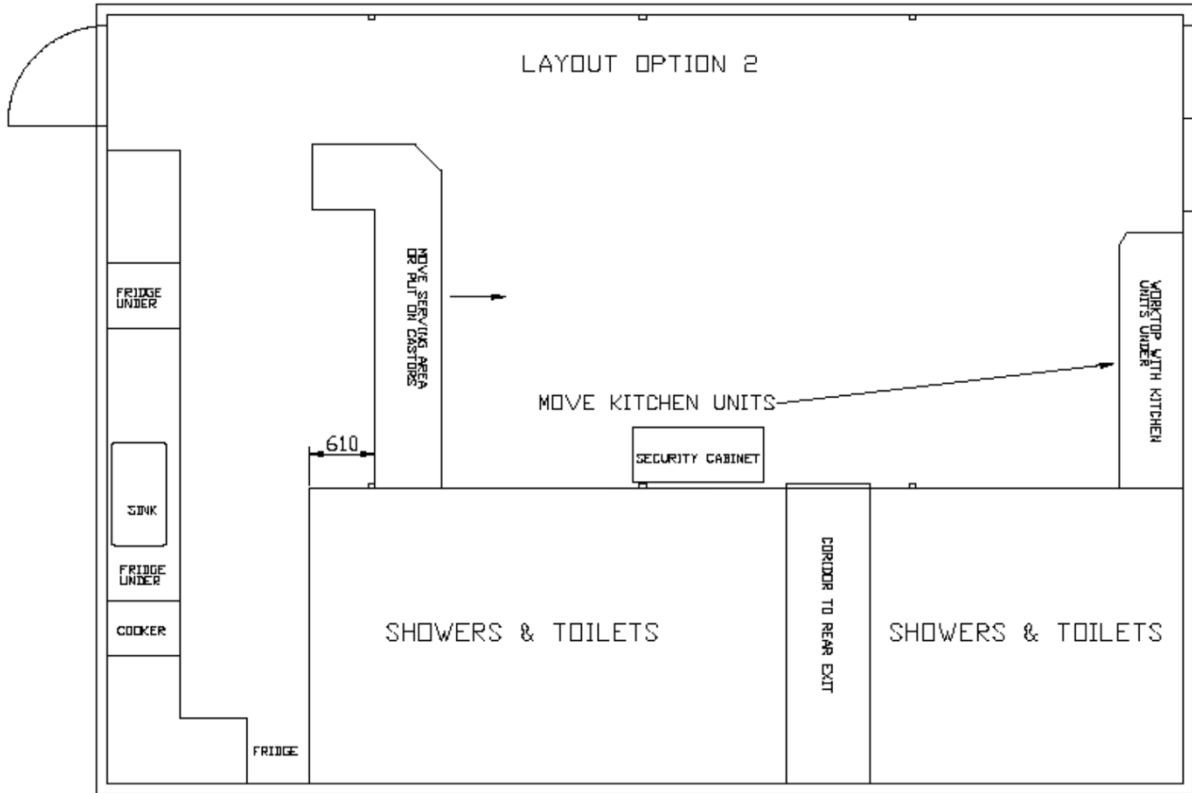 LAYOUT OPTION 2
FRIDGE
UNDER
MOVE SERVING AREA
OR PUT ON CASTORS
WORKTOP WITH KITCHEN
UNITS UNDER
MOVE KITCHEN UNITS
610
SECURITY CABINET
SINK
FRIDGE
UNDER
COOKER
SHOWERS & TOILETS
CORIDOR TO REAR EXIT
SHOWERS & TOILETS
FRIDGE